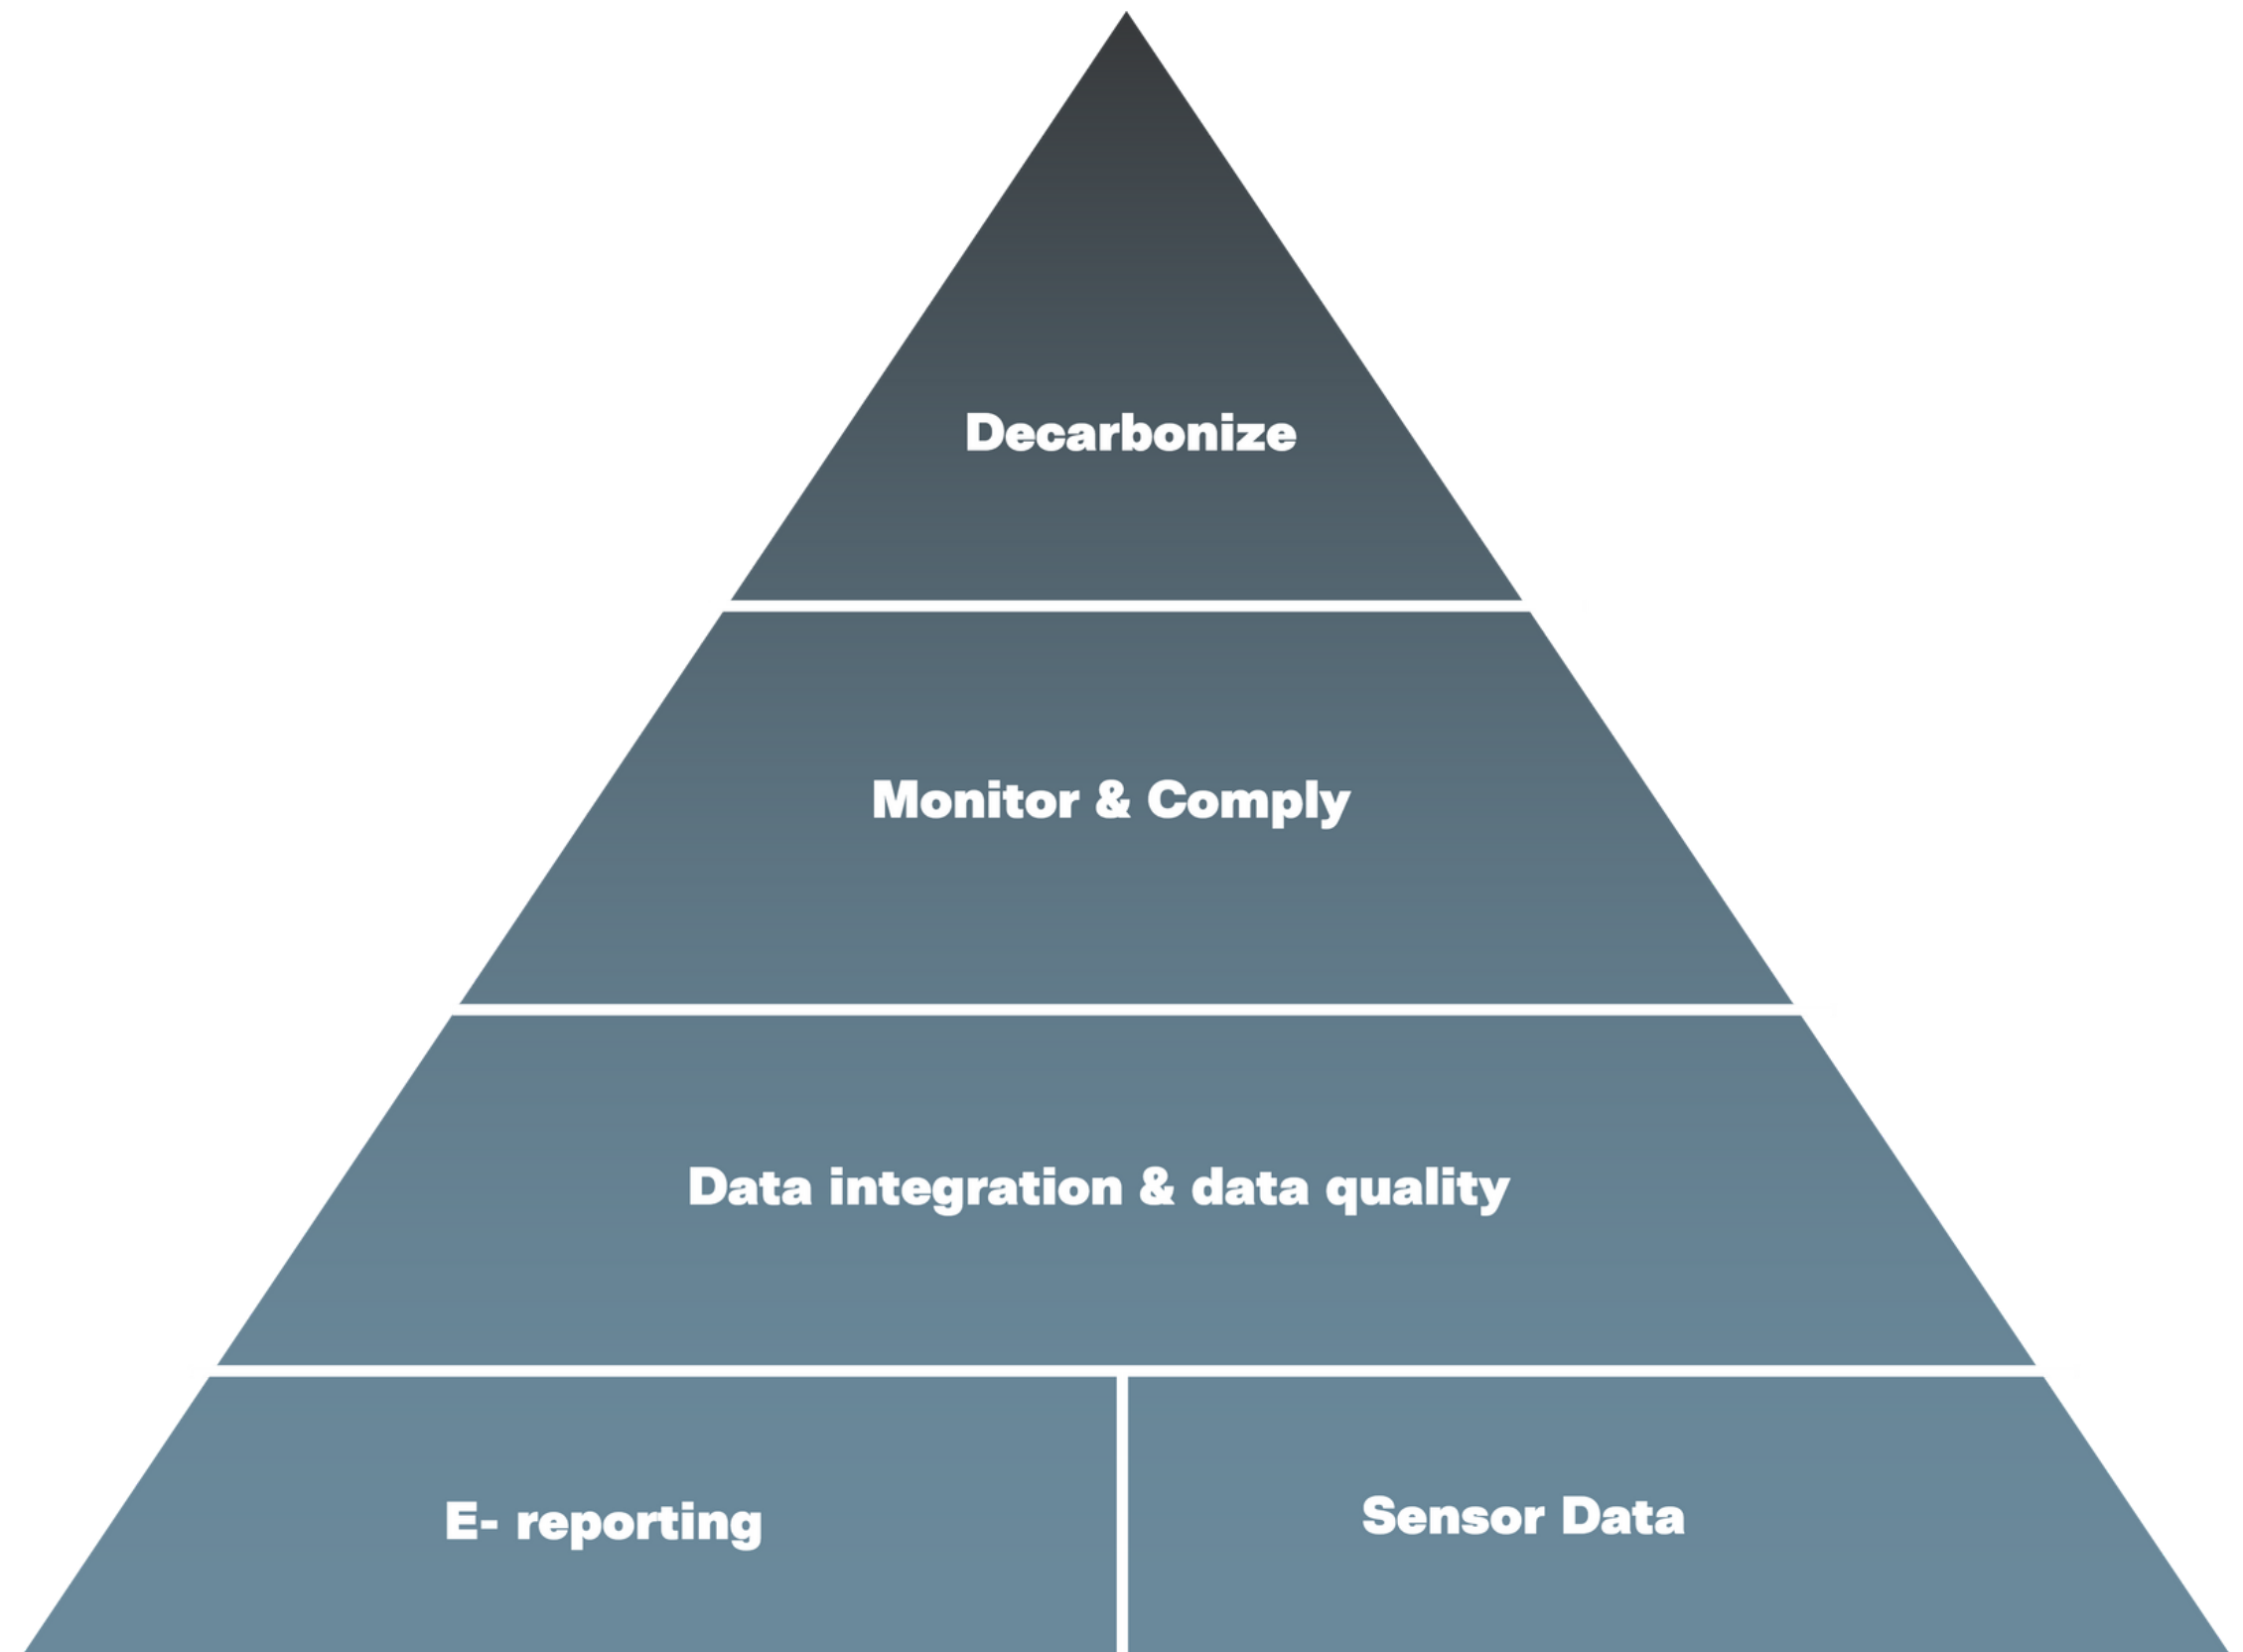 Decarbonize
Monitor & Comply
Data integration & data quality
E- reporting
Sensor Data